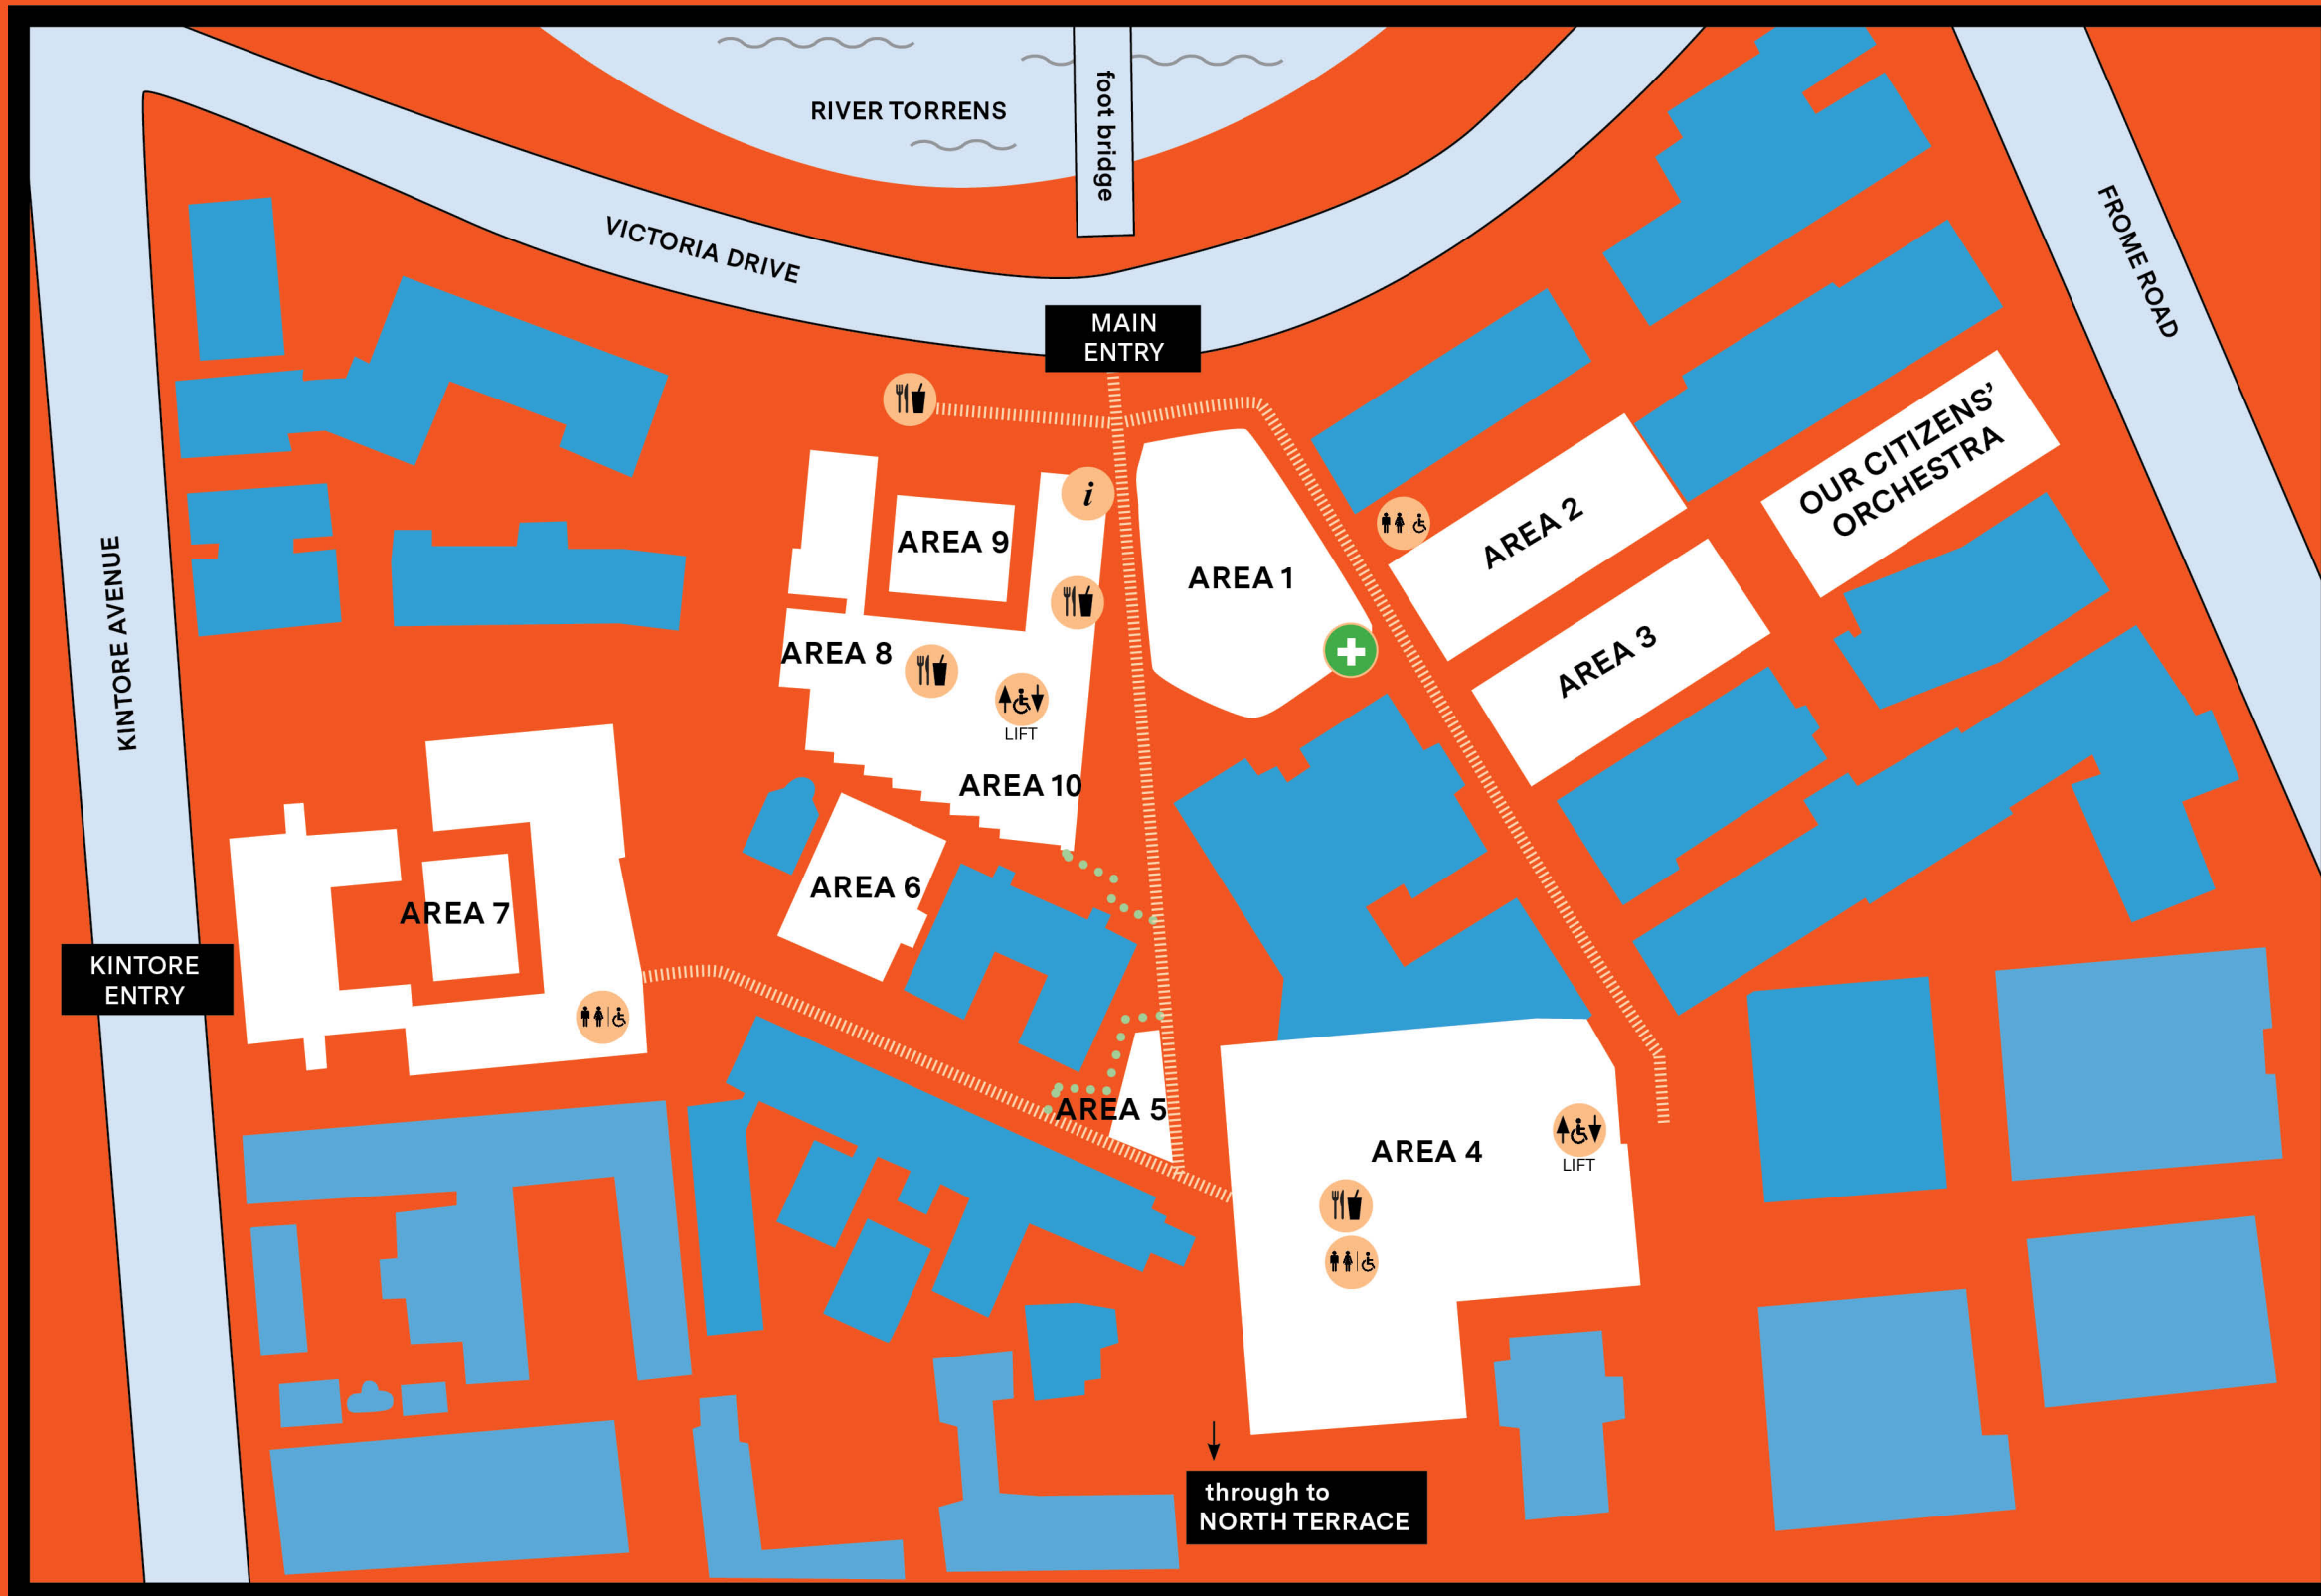 RIVER TORRENS
foot bridge
VICTORIA DRIVE
FROME ROAD
MAIN
ENTRY
OUR CITIZENS’
ORCHESTRA
i
AREA 9
AREA 2
AREA 1
AREA 8
AREA 3
KINTORE AVENUE
LIFT
AREA 10
AREA 6
AREA 7
KINTORE
ENTRY
AREA 5
AREA 4
LIFT
through to
NORTH TERRACE